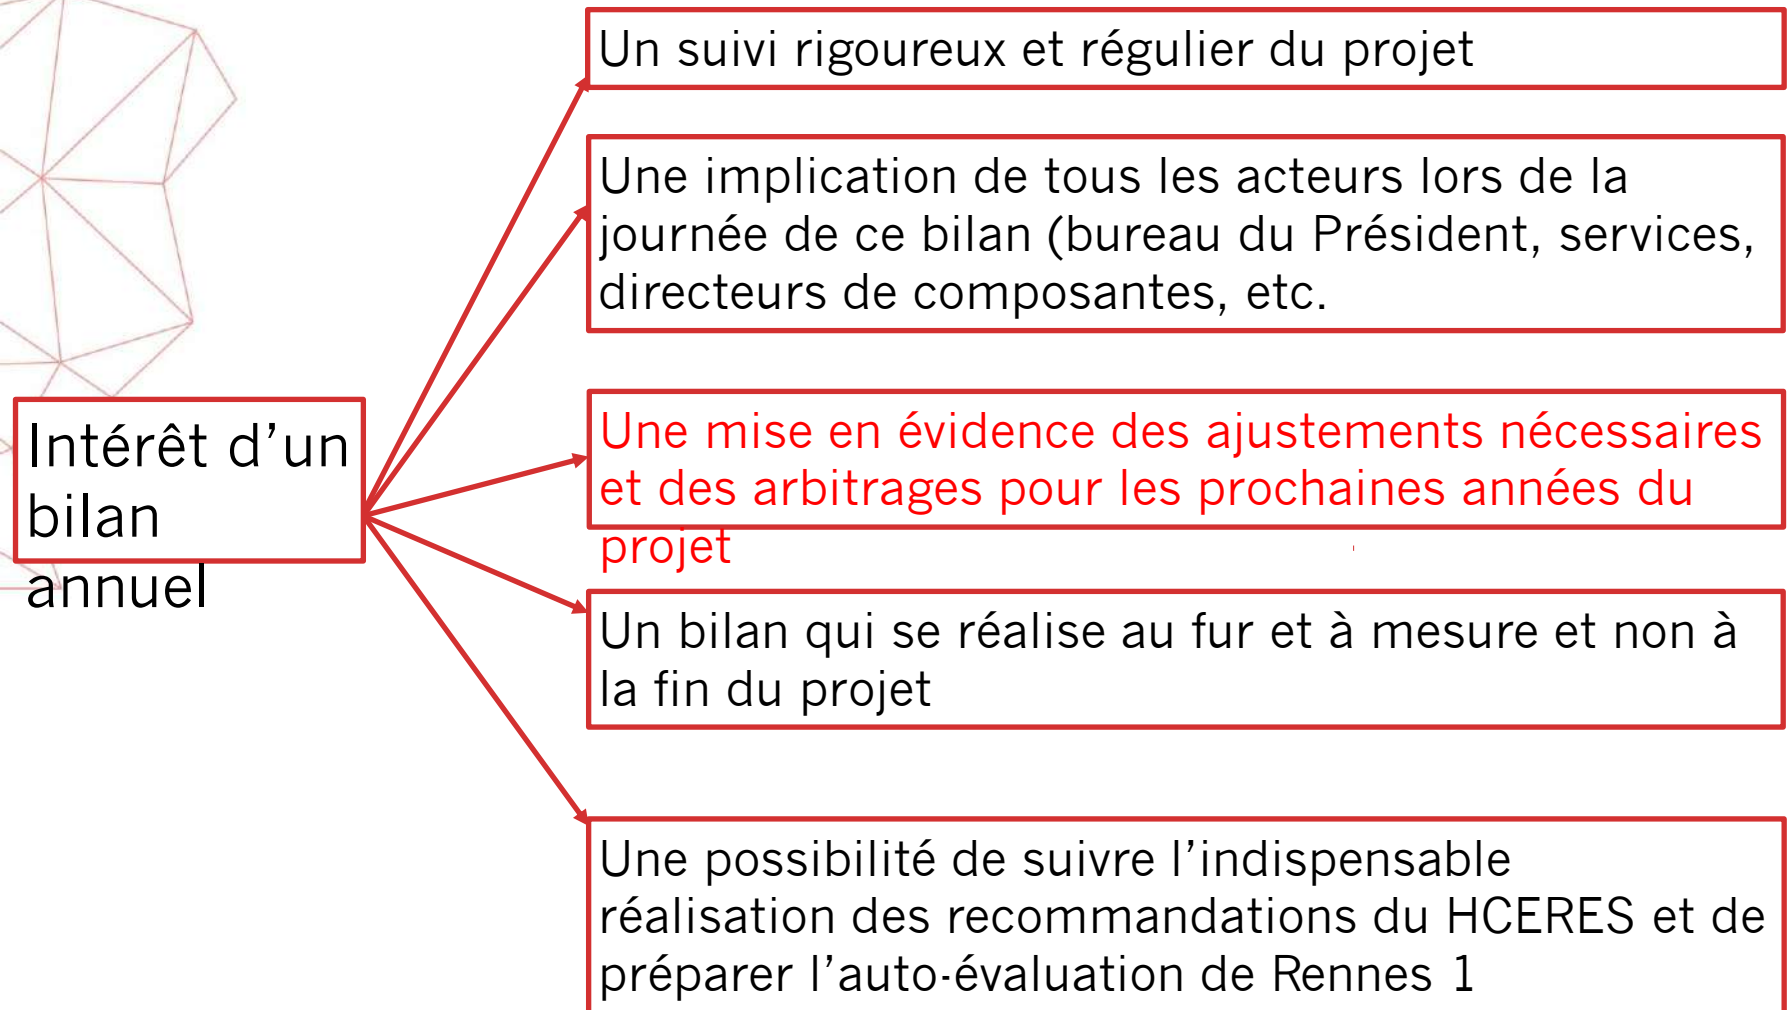 Un suivi rigoureux et régulier du projet
Une implication de tous les acteurs lors de la
journée de ce bilan (bureau du Président, services,
directeurs de composantes, etc.
Intérêt d’un
bilan
annuel
Une mise en évidence des ajustements nécessaires
et des arbitrages pour les prochaines années du
projet
Un bilan qui se réalise au fur et à mesure et non à
la fin du projet
Une possibilité de suivre l’indispensable
réalisation des recommandations du HCERES et de
préparer l’auto-évaluation de Rennes 1